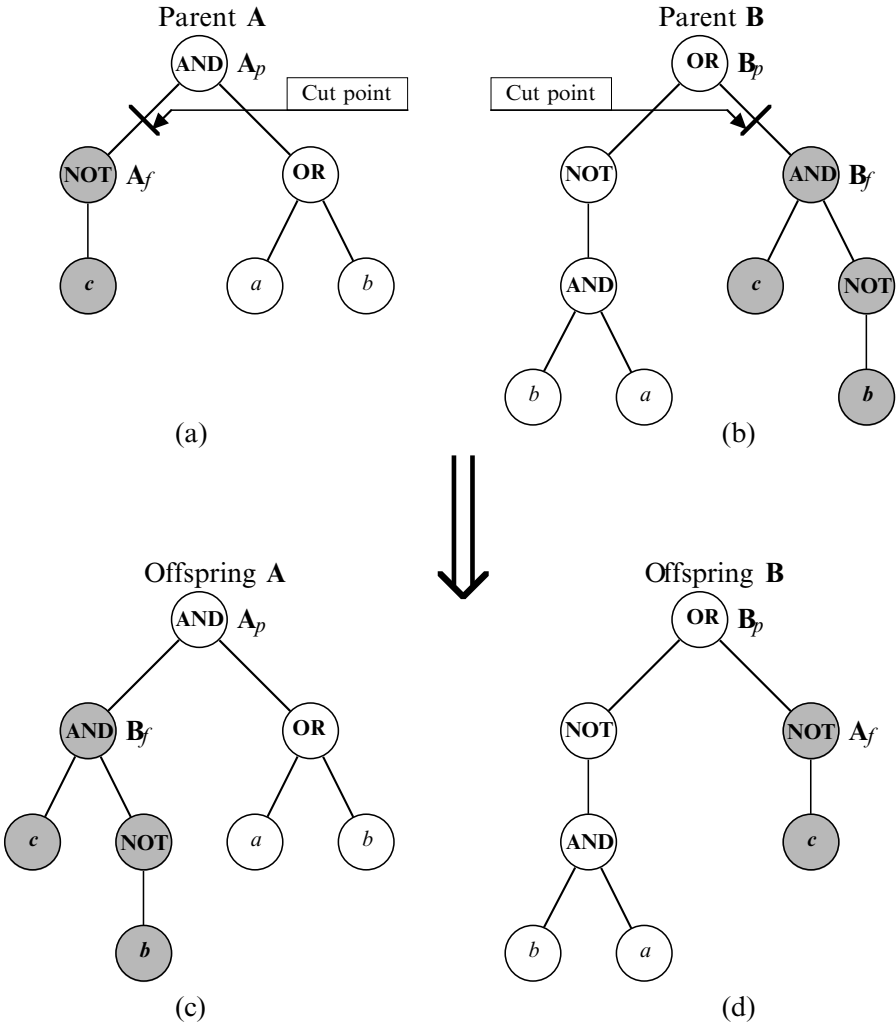 Parent A Parent B
AND Ap OR Bp
Cut point Cut point
NOT Af OR NOT AND Bf
c a b AND c NOT
b a b
(a) (b)
Offspring A Offspring B
AND Ap OR Bp
AND Bf OR NOT NOT Af
c NOT a b AND c
b b a
(c) (d)